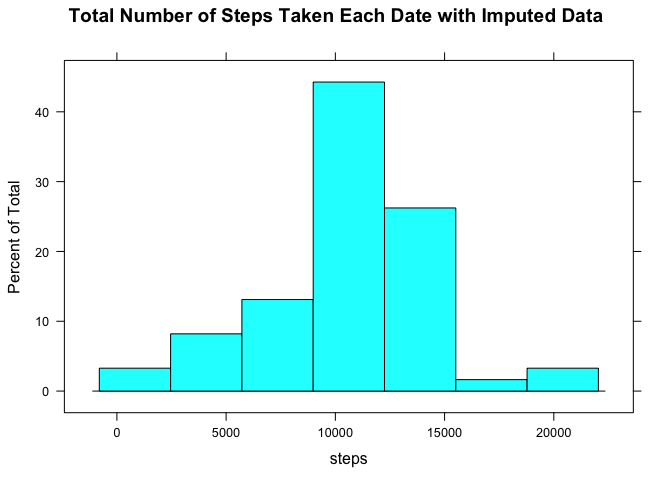 Total Number of Steps Taken Each Date with Imputed Data
Percent of Total
40
30
20
10
0
0 5000 10000 15000 20000
steps